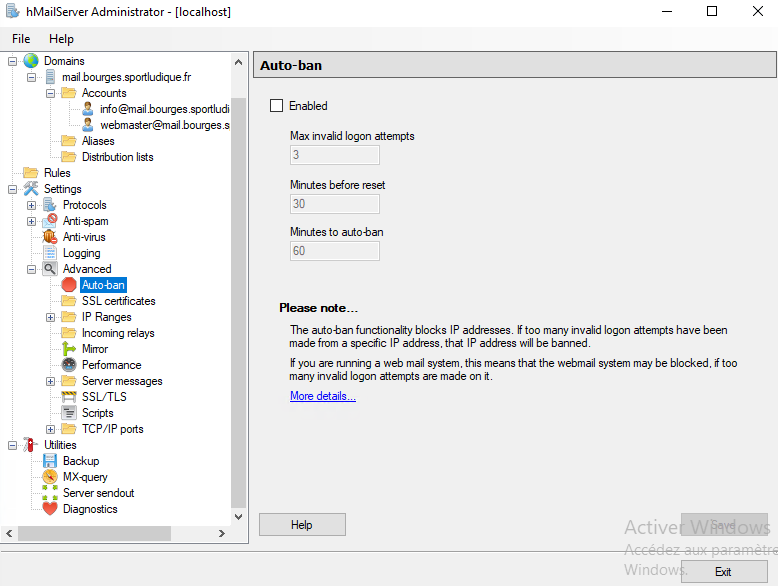 hMailServer Administrator - [localhost]
File Help
Domains
mail.bourges.sportludique.fr
Accounts
info@mail.bourges.sportludi
webmaster@mail.bourges.s
Aliases
Distribution lists
Rules
Settings
Protocols
Anti-spam
Anti-virus
Logging
Advanced
Auto-ban
SSL certificates
IP Ranges
Incoming relays
Mirror
Performance
Server messages
SSL/TLS
Scripts
TCP/IP ports
Utilities
Backup
MX-query
Server sendout
Diagnostics
Auto-ban
Enabled
Max invalid logon attempts
3
Minutes before reset
30
Minutes to auto-ban
60
Please note...
The auto-ban functionality blocks IP addresses. If too many invalid logon attempts have been
made from a specific IP address, that IP address will be banned.
If you are running a web mail system, this means that the webmail system may be blocked, if too
many invalid logon attempts are made on it.
More details...
Help
Save
Activer Windows
Accédez aux paramètre
Windows.
Exit